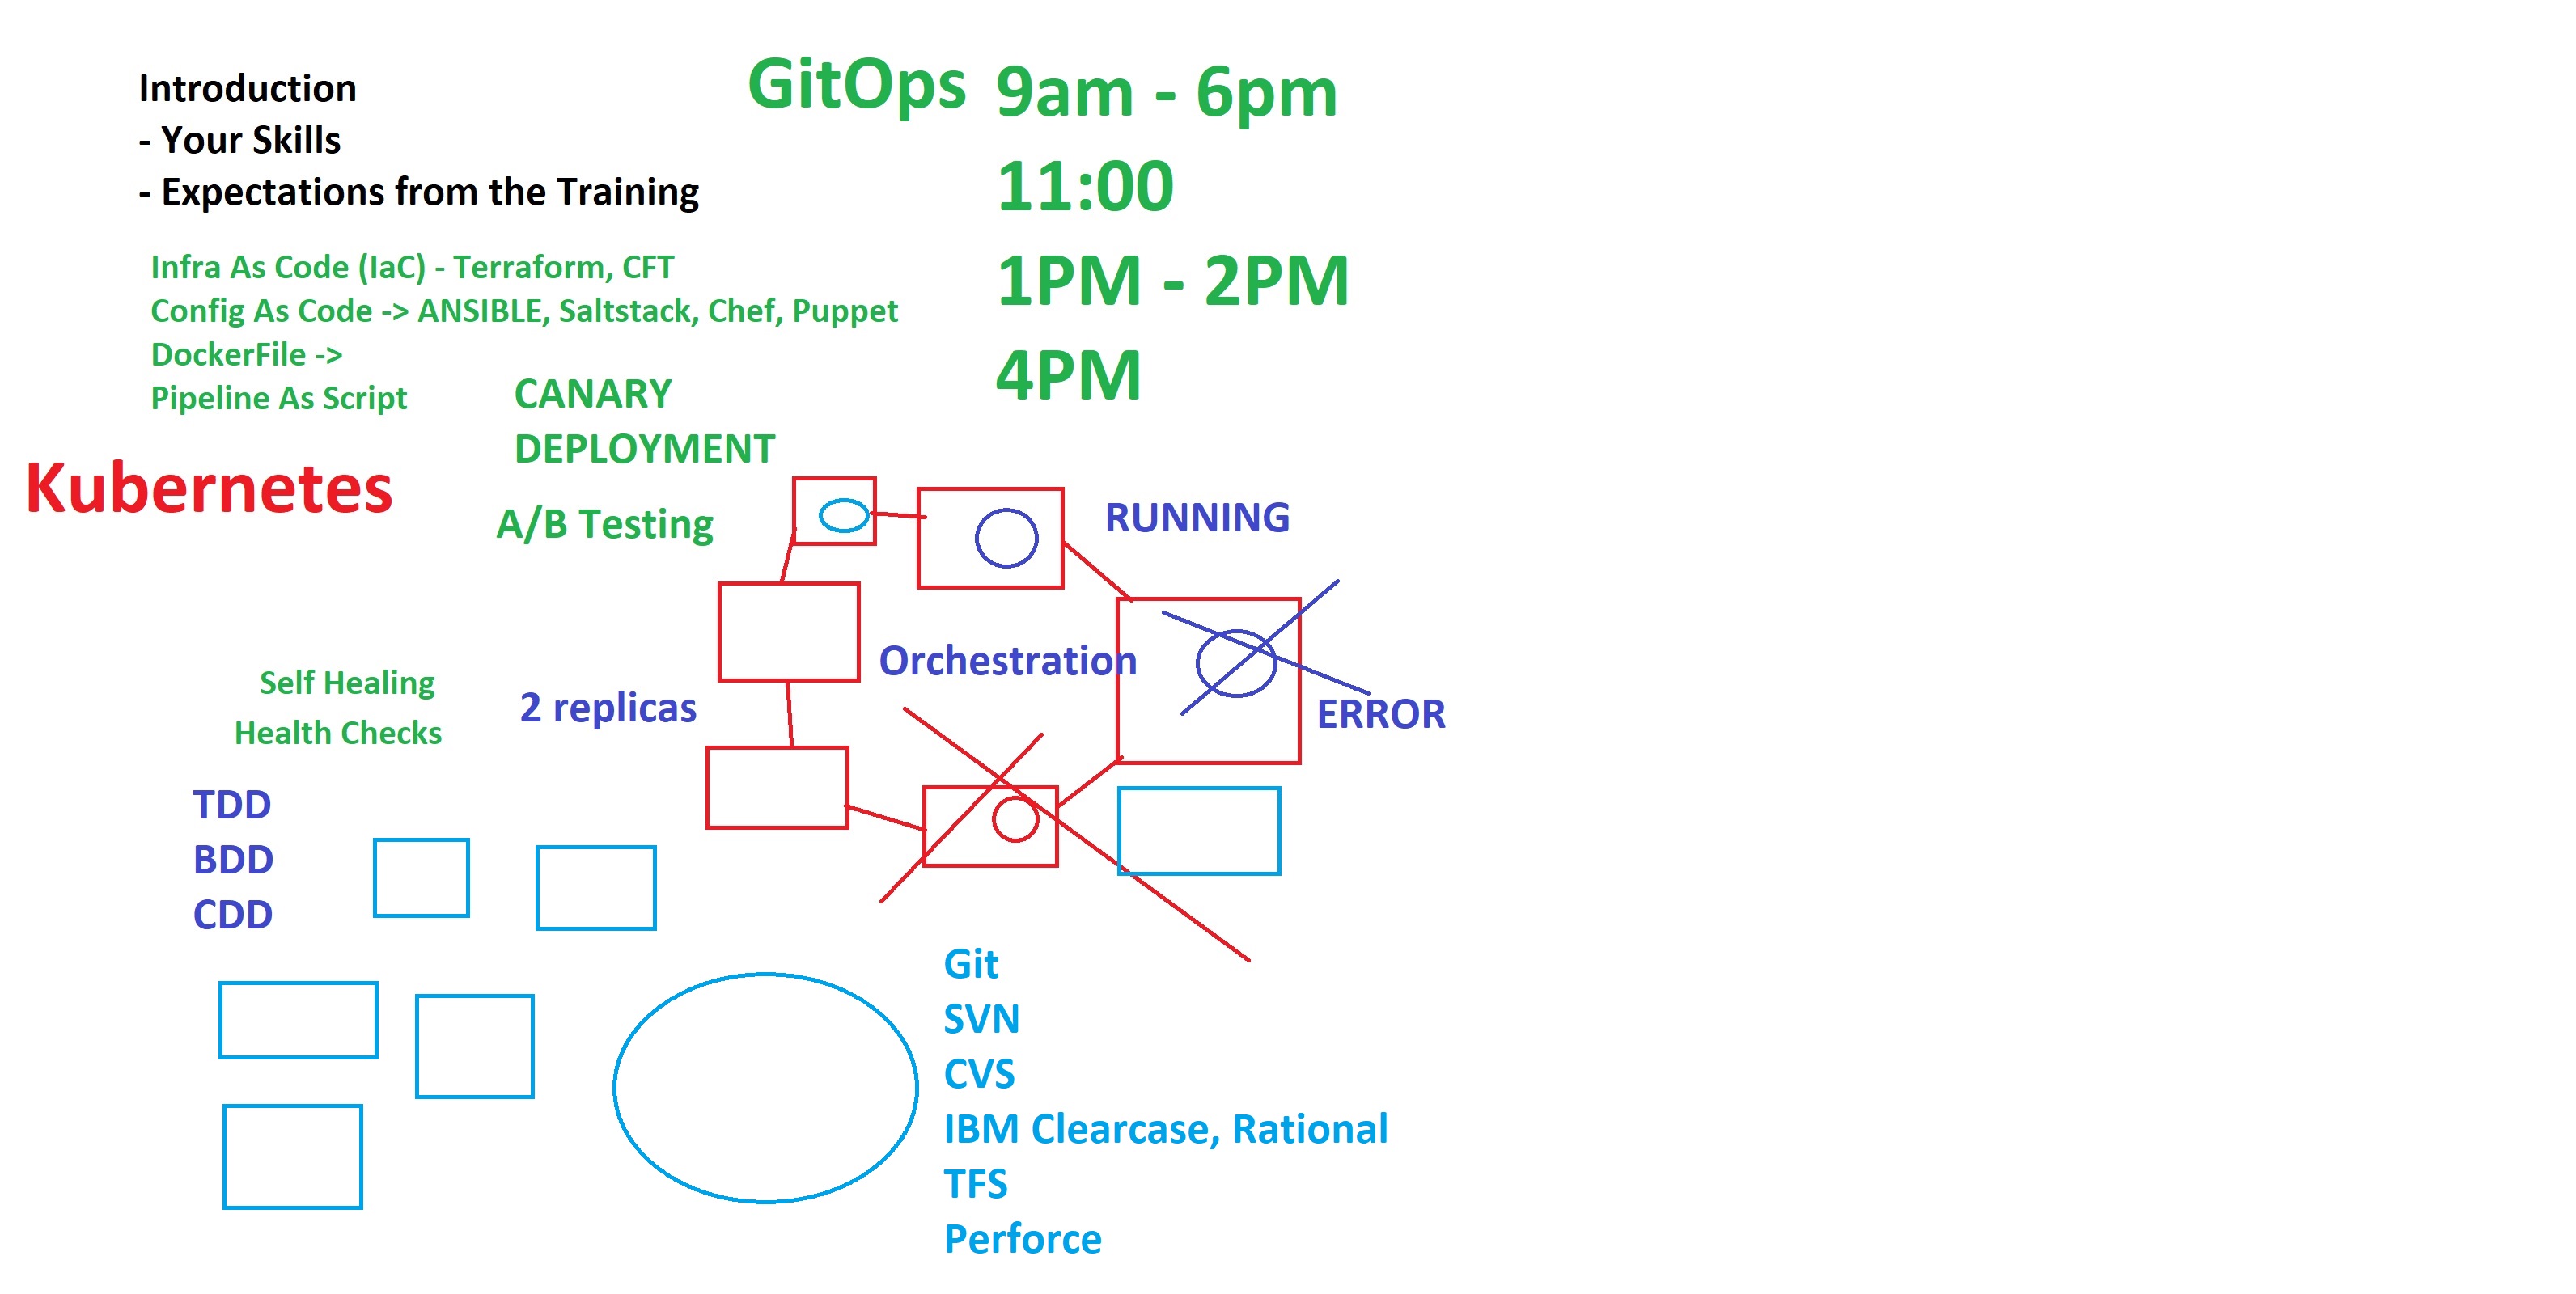 Introduction
- Your Skills
- Expectations from the Training
GitOps
9am - 6pm
11:00
1PM - 2PM
4PM
Infra As Code (IaC) - Terraform, CFT
Config As Code -> ANSIBLE, Saltstack, Chef, Puppet
DockerFile ->
Pipeline As Script
CANARY
DEPLOYMENT
Kubernetes
A/B Testing
RUNNING
Orchestration
Self Healing
Health Checks
2 replicas
ERROR
TDD
BDD
CDD
Git
SVN
CVS
IBM Clearcase, Rational
TFS
Perforce